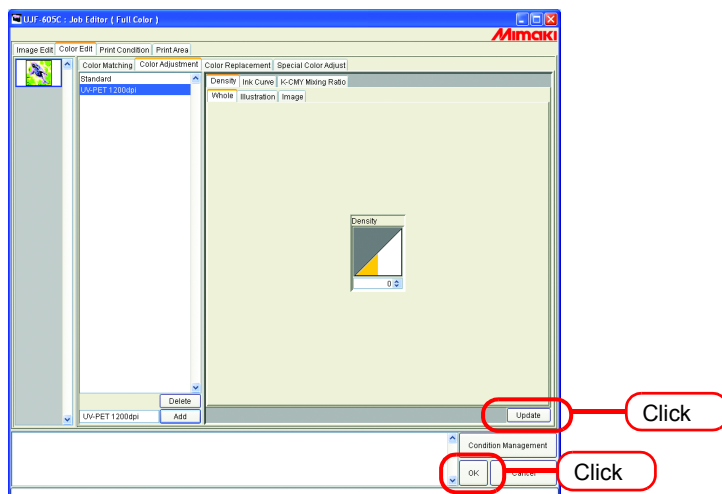 UJF-605C : Job Editor ( Full Color )
Mimaki
Image Edit Color Edit Print Condition Print Area
Color Matching Color Adjustment Color Replacement Special Color Adjust
Standard
UV-PET 1200dpi
Density Ink Curve K-CMY Mixing Ratio
Whole Illustration Image
Density
0
Delete
UV-PET 1200dpi Add
Update
Click
Condition Management
OK Cancel
Click